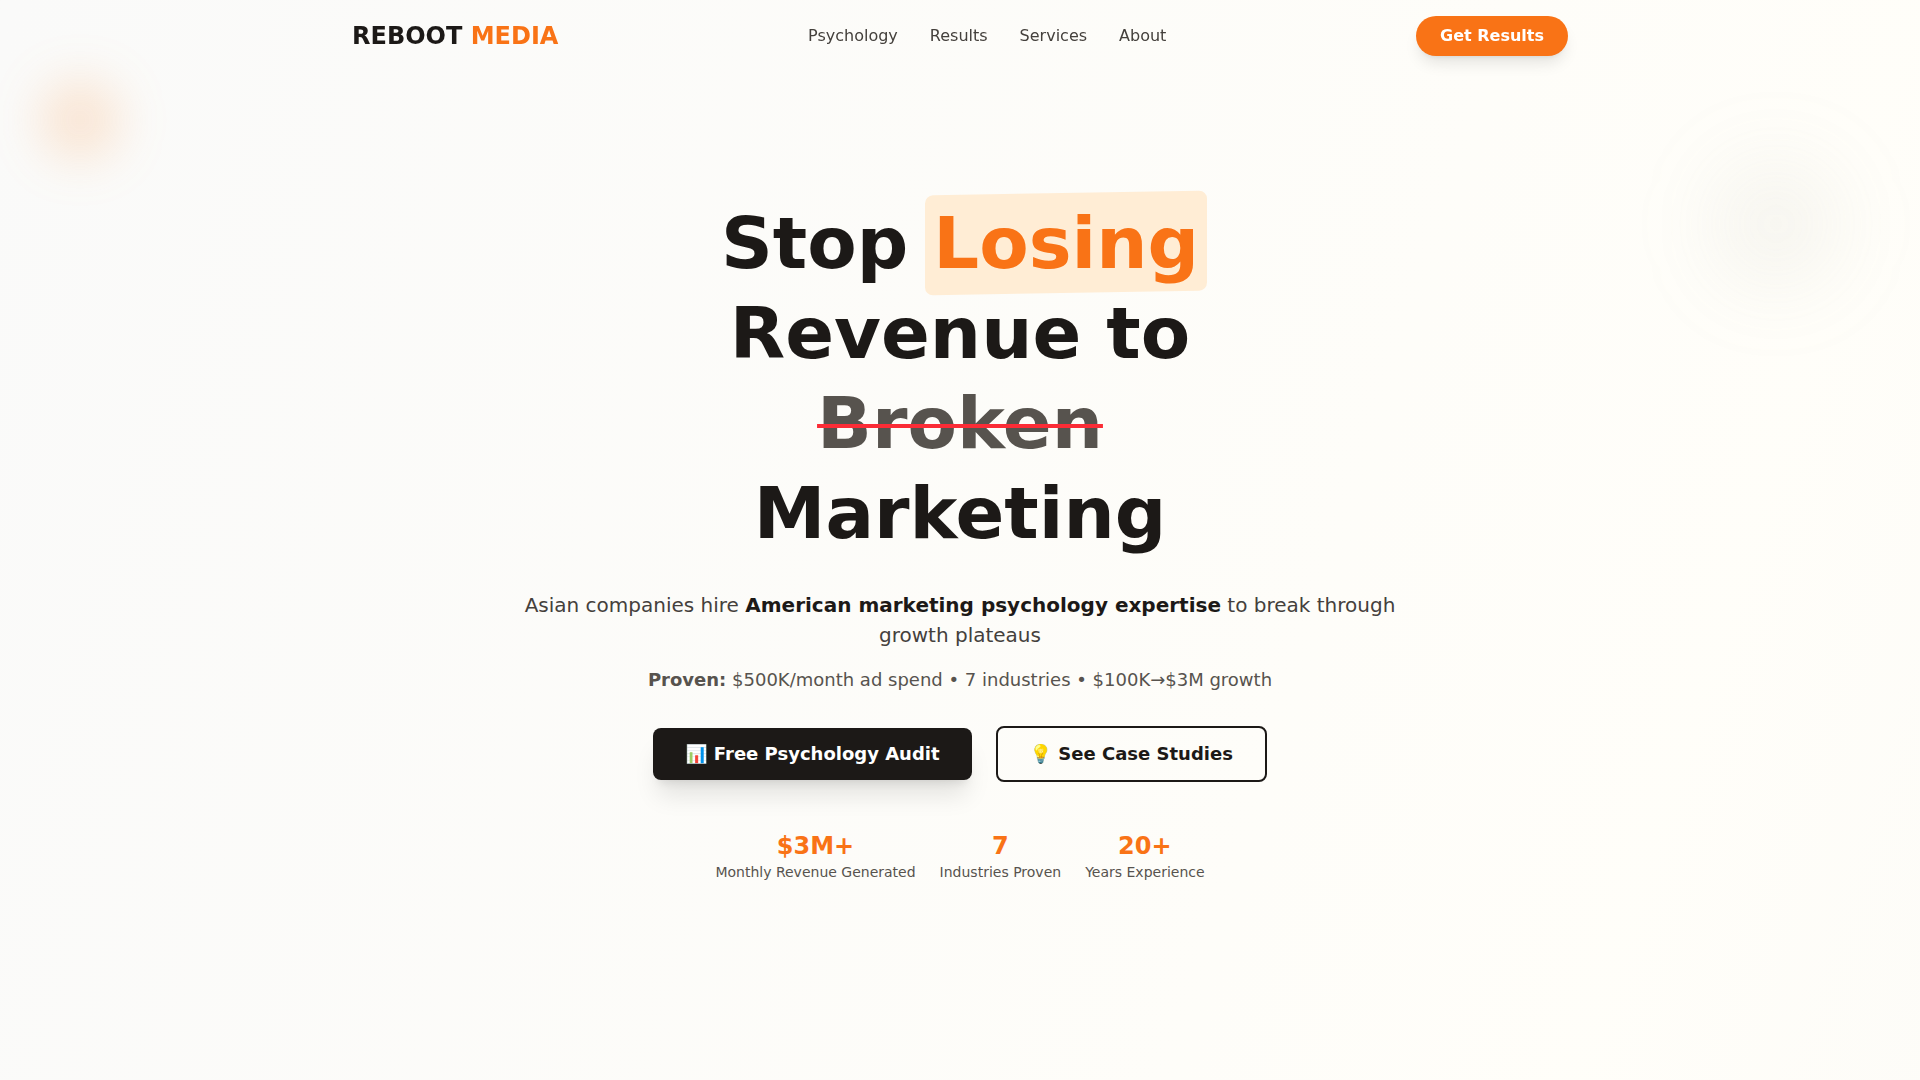 REBOOT MEDIA
Psychology
Results
Services
About
Get Results
Stop Losing
Revenue to
Broken
Marketing
Asian companies hire American marketing psychology expertise to break through
growth plateaus
Proven: $500K/month ad spend • 7 industries • $100K→$3M growth
📊 Free Psychology Audit
💡 See Case Studies
$3M+
Monthly Revenue Generated
7
Industries Proven
20+
Years Experience